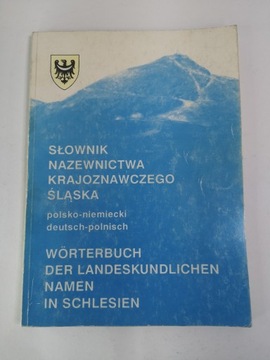 SŁOWNIK
NAZEWNICTWA
KRAJOZNAWCZEGO
ŚLĄSKA
polsko-niemiecki
deutsch-polnisch
WÖRTERBUCH
DER LANDESKUNDLICHEN
NAMEN
IN SCHLESIEN